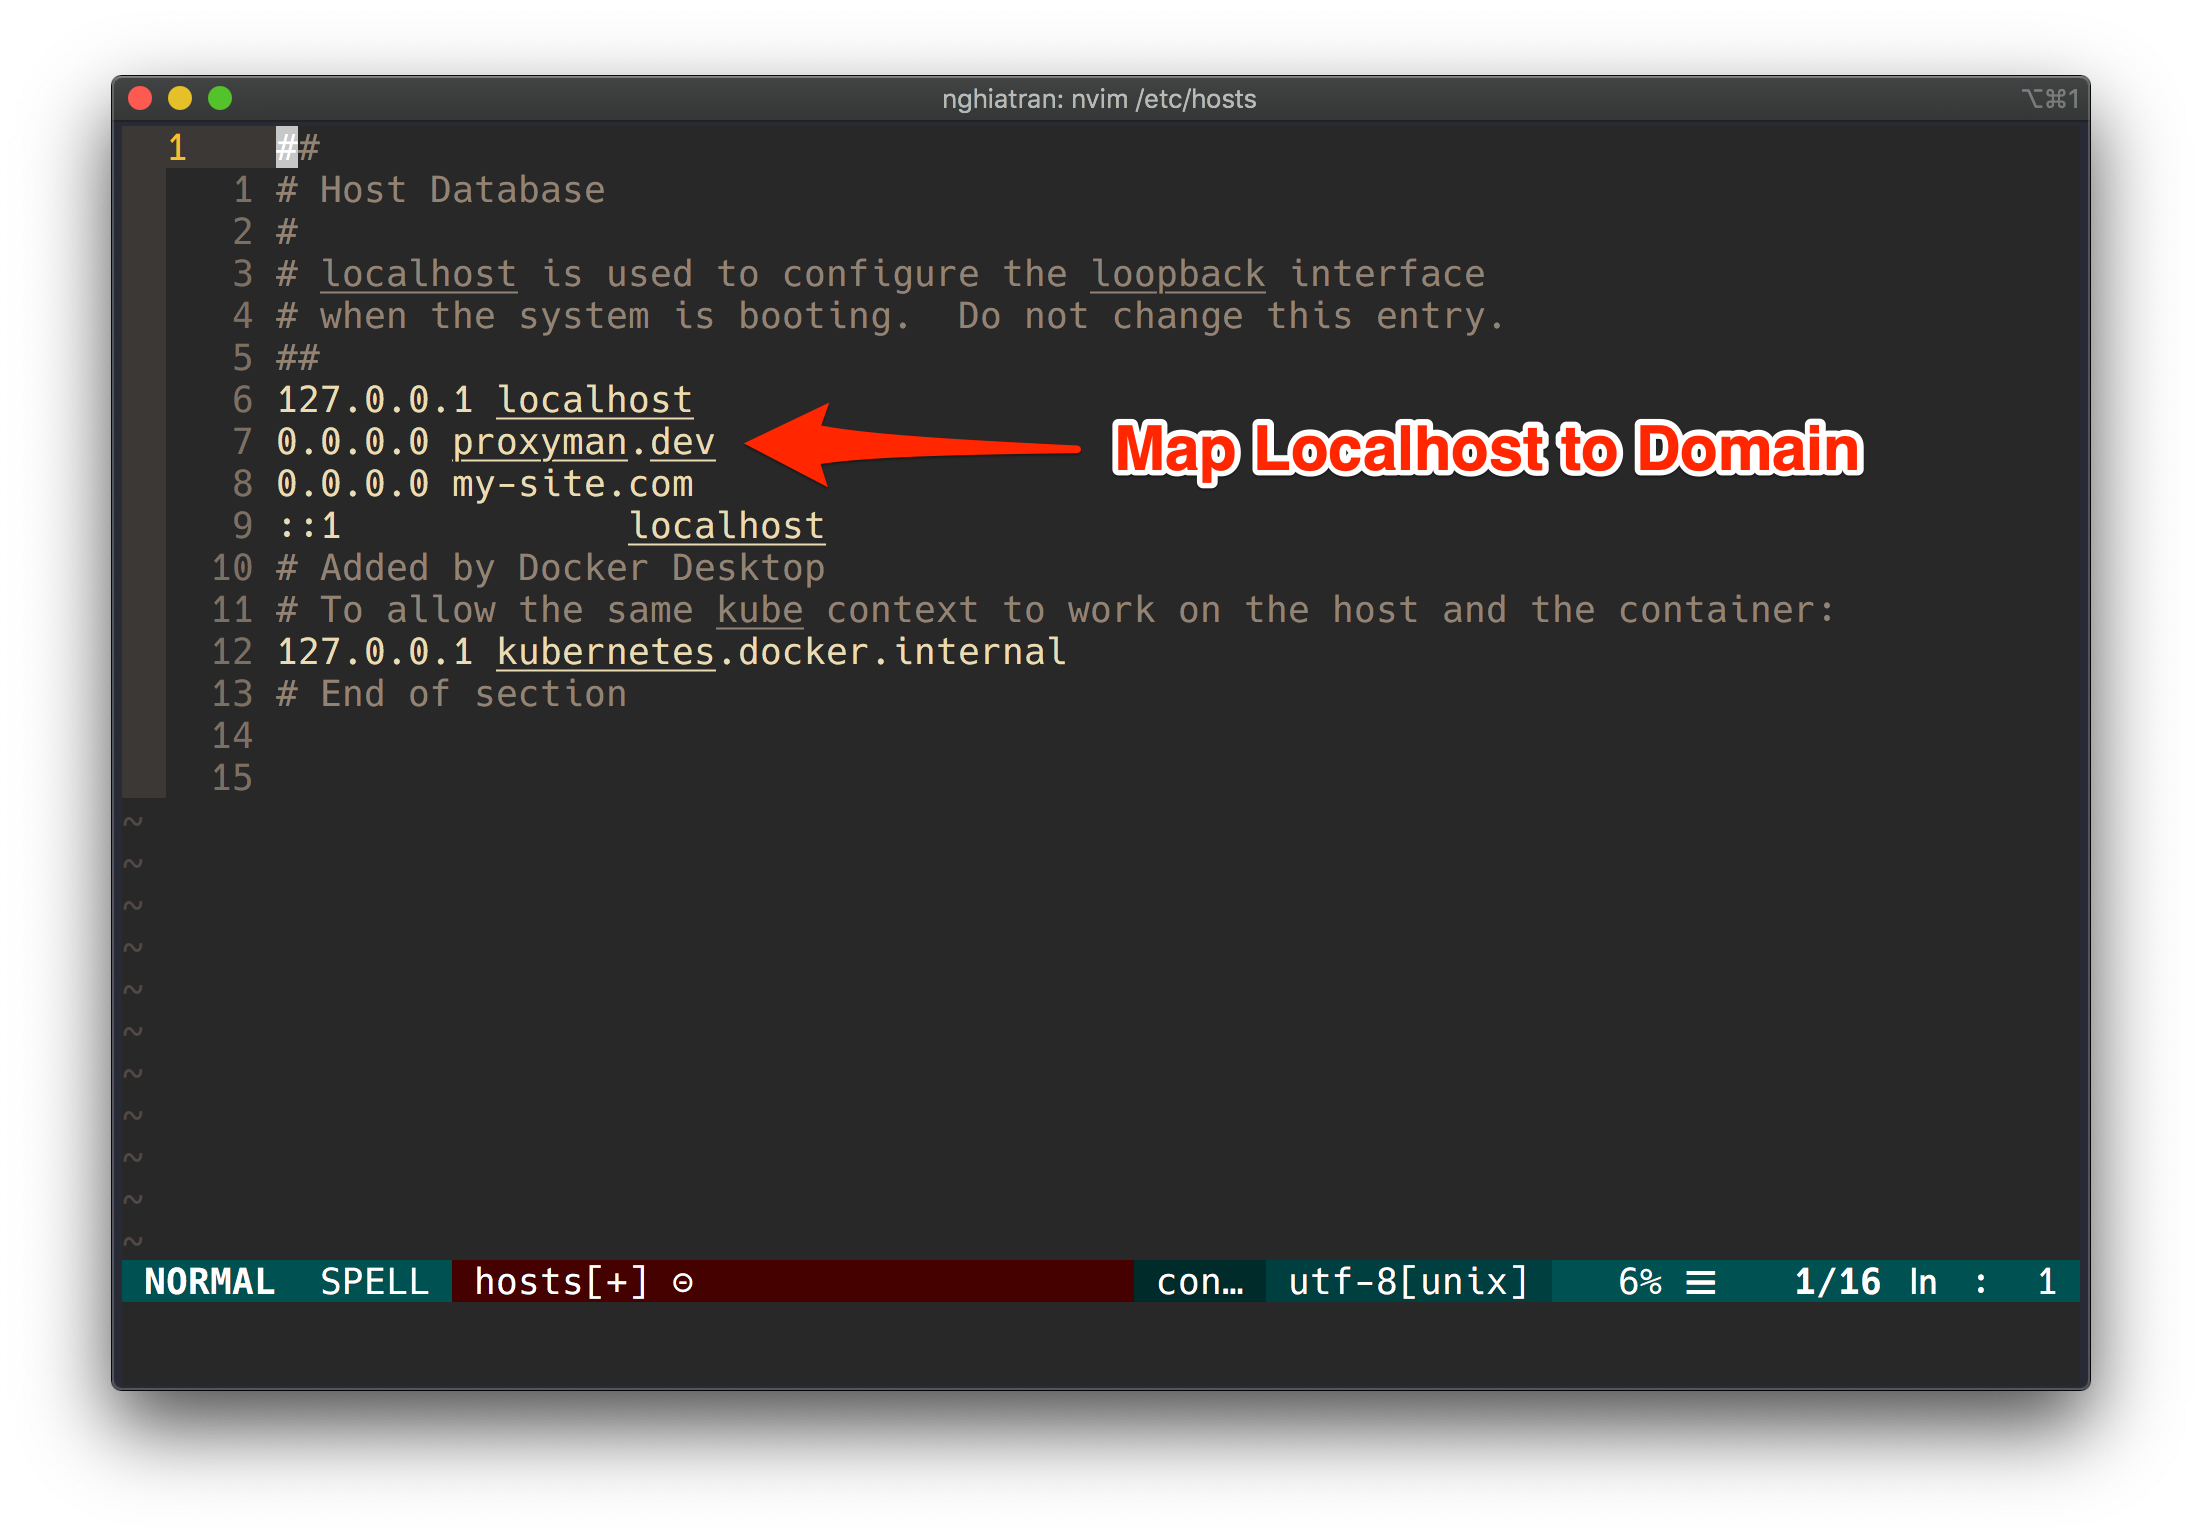 nghiatran: nvim /etc/hosts
⌥⌘1
1 ##
1 # Host Database
2 #
3 # localhost is used to configure the loopback interface
4 # when the system is booting.  Do not change this entry.
5 ##
6 127.0.0.1 localhost
7 0.0.0.0 proxyman.dev
Map Localhost to Domain
8 0.0.0.0 my-site.com
9 ::1             localhost
10 # Added by Docker Desktop
11 # To allow the same kube context to work on the host and the container:
12 127.0.0.1 kubernetes.docker.internal
13 # End of section
14
15
~
~
~
~
~
~
~
~
~
~
~
NORMAL SPELL hosts[+] ⊝ con… utf-8[unix] 6% ☰ 1/16 ln : 1